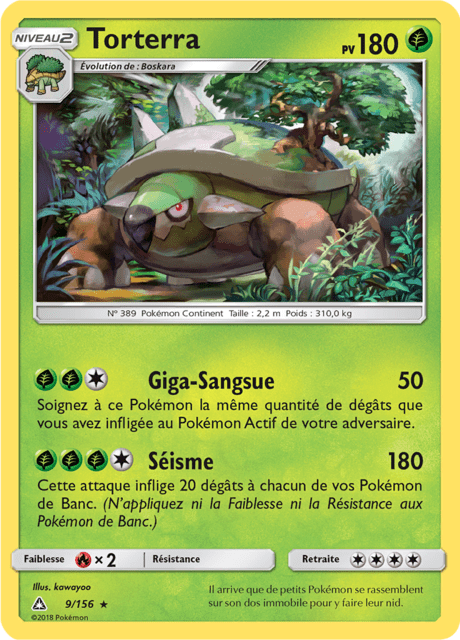 NIVEAU2
Torterra
PV 180
Évolution de : Boskara
N° 389 Pokémon Continent Taille : 2,2 m Poids : 310,0 kg
Giga-Sangsue 50
Soignez à ce Pokémon la même quantité de dégâts que
vous avez infligée au Pokémon Actif de votre adversaire.
Séisme 180
Cette attaque inflige 20 dégâts à chacun de vos Pokémon
de Banc. (N'appliquez ni la Faiblesse ni la Résistance aux
Pokémon de Banc.)
Faiblesse × 2 Résistance Retraite
Illus. kawayoo
9/156 ★
©2018 Pokémon
Il arrive que de petits Pokémon se rassemblent
sur son dos immobile pour y faire leur nid.